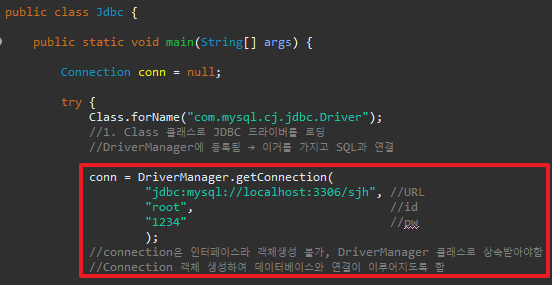 public class Jdbc {
public static void main(String[] args) {
Connection conn = null;
try {
Class.forName("com.mysql.cj.jdbc.Driver");
//1. Class 클래스로 JDBC 드라이버를 로딩
//DriverManager에 등록됨 → 이거를 가지고 SQL과 연결
conn = DriverManager.getConnection(
"jdbc:mysql://localhost:3306/sjh", //URL
"root", //id
"1234" //pw
);
//connection은 인터페이스라 객체생성 불가, DriverManager 클래스로 상속받아야함
//Connection 객체 생성하여 데이터베이스와 연결이 이루어지도록 함